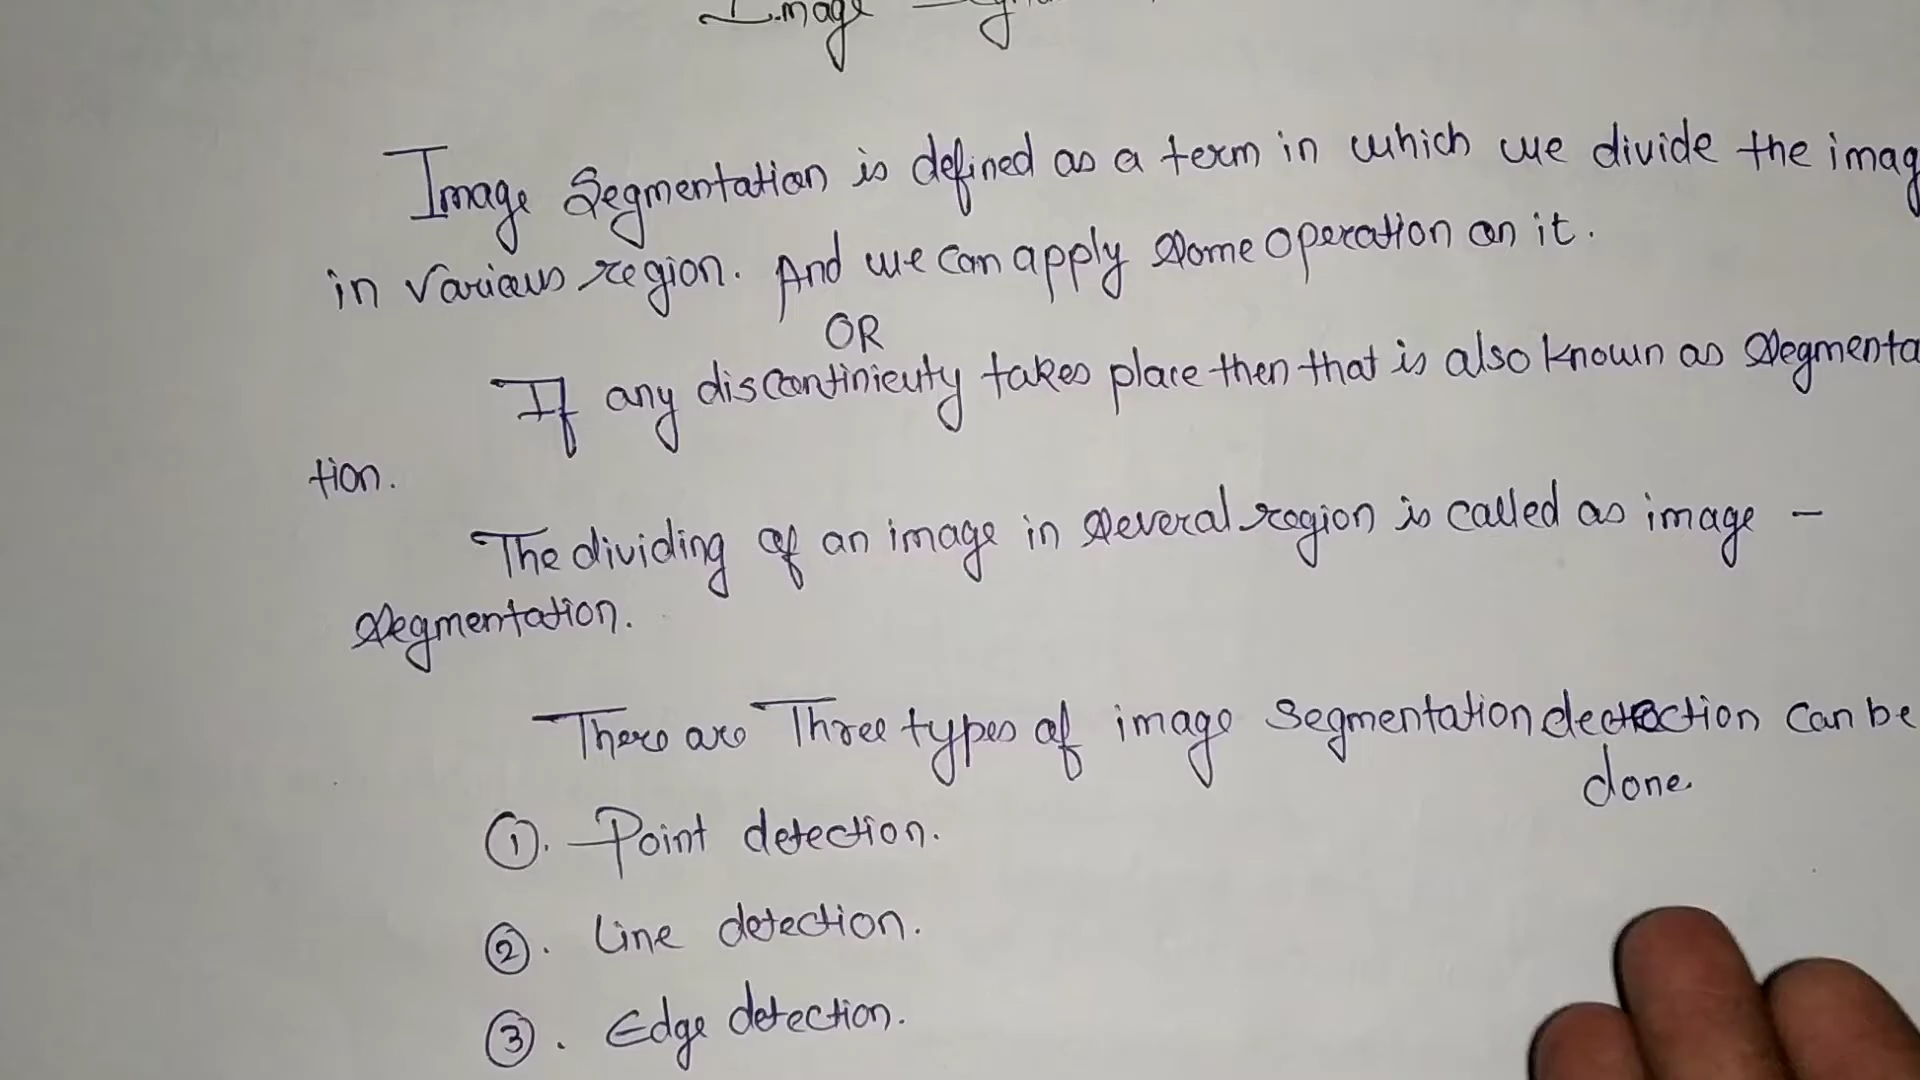 Image
Image Segmentation is defined as a term in which we divide the imag
in various region. And we can apply some operation on it.
OR
If any discontinieuty takes place then that is also known as segmenta
tion.
The dividing of an image in several region is called as image -
segmentation.
There are Three types of image segmentation dectection can be
done.
①. Point detection.
②. Line detection.
③. Edge detection.